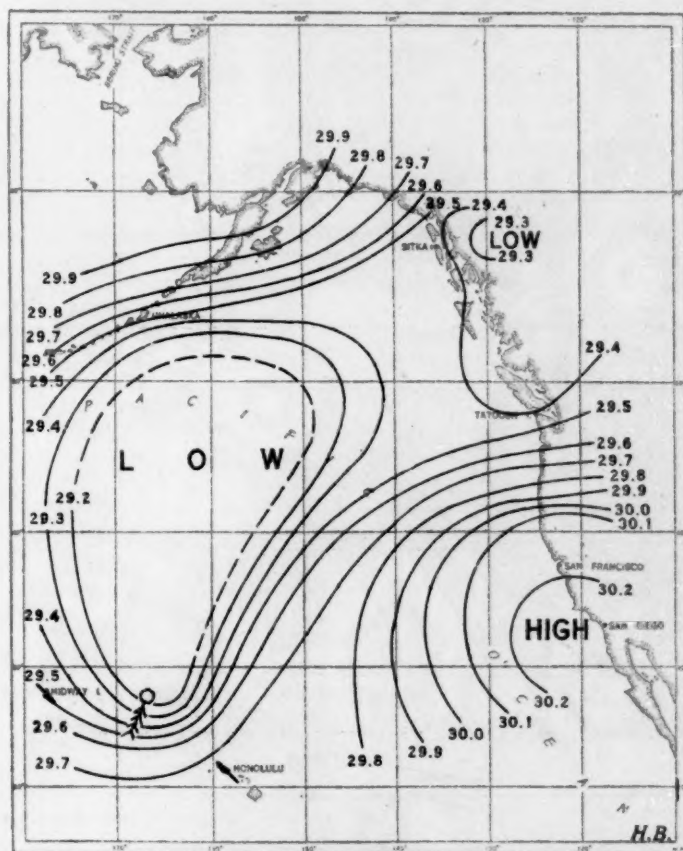 BERING STRAIT
29.9
29.8
29.7
29.6
29.5
29.4
29.3
LOW
29.3
SITKA
29.9
29.8
29.7
29.6
29.5
29.4
UNALASKA
29.4
TATOOSH
29.5
29.6
29.7
29.8
29.9
30.0
30.1
P A C I F I C
L O W
29.2
29.3
SAN FRANCISCO
30.2
HIGH
SAN DIEGO
29.4
29.5
MIDWAY I.
29.6
29.7
HONOLULU
O C E A N
30.2
30.1
30.0
29.9
29.8
H.B.